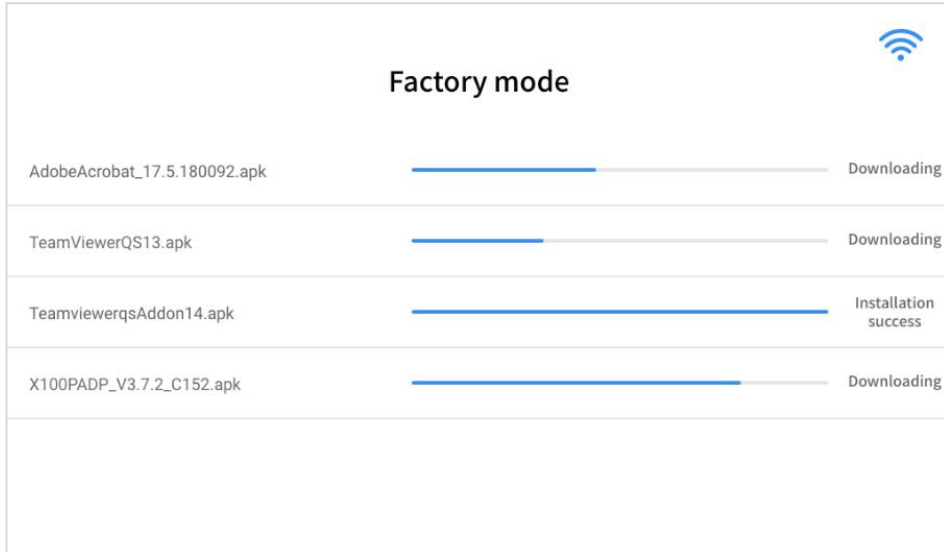 Factory mode
AdobeAcrobat_17.5.180092.apk
Downloading
TeamViewerQS13.apk
Downloading
TeamviewerqsAddon14.apk
Installation
success
X100PADP_V3.7.2_C152.apk
Downloading